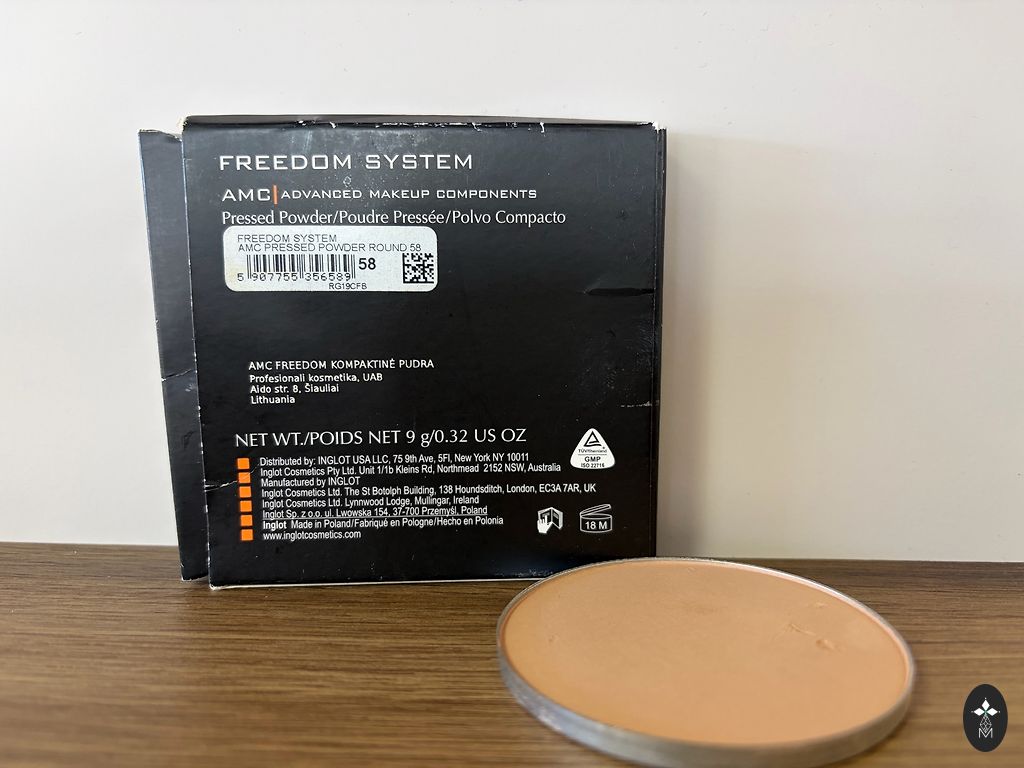 FREEDOM SYSTEM
AMC|ADVANCED MAKEUP COMPONENTS
Pressed Powder/Poudre Pressée/Polvo Compacto
FREEDOM SYSTEM
AMC PRESSED POWDER ROUND 58
58
5 907755 356589
RG19CFB
AMC FREEDOM KOMPAKTINĖ PUDRA
Profesionali kosmetika, UAB
Aido str. 8, Šiauliai
Lithuania
NET WT./POIDS NET 9 g/0.32 US OZ
TÜVRheinland
GMP
ISO 22716
Distributed by: INGLOT USA LLC, 75 9th Ave, 5Fl, New York NY 10011
Inglot Cosmetics Pty Ltd. Unit 1/1b Kleins Rd, Northmead 2152 NSW, Australia
Manufactured by INGLOT
Inglot Cosmetics Ltd. The St Botolph Building, 138 Houndsditch, London, EC3A 7AR, UK
Inglot Cosmetics Ltd. Lynnwood Lodge, Mullingar, Ireland
Inglot Sp. z o.o. ul. Lwowska 154, 37-700 Przemyśl, Poland
Inglot Made in Poland/Fabriqué en Pologne/Hecho en Polonia
www.inglotcosmetics.com
18 M
M